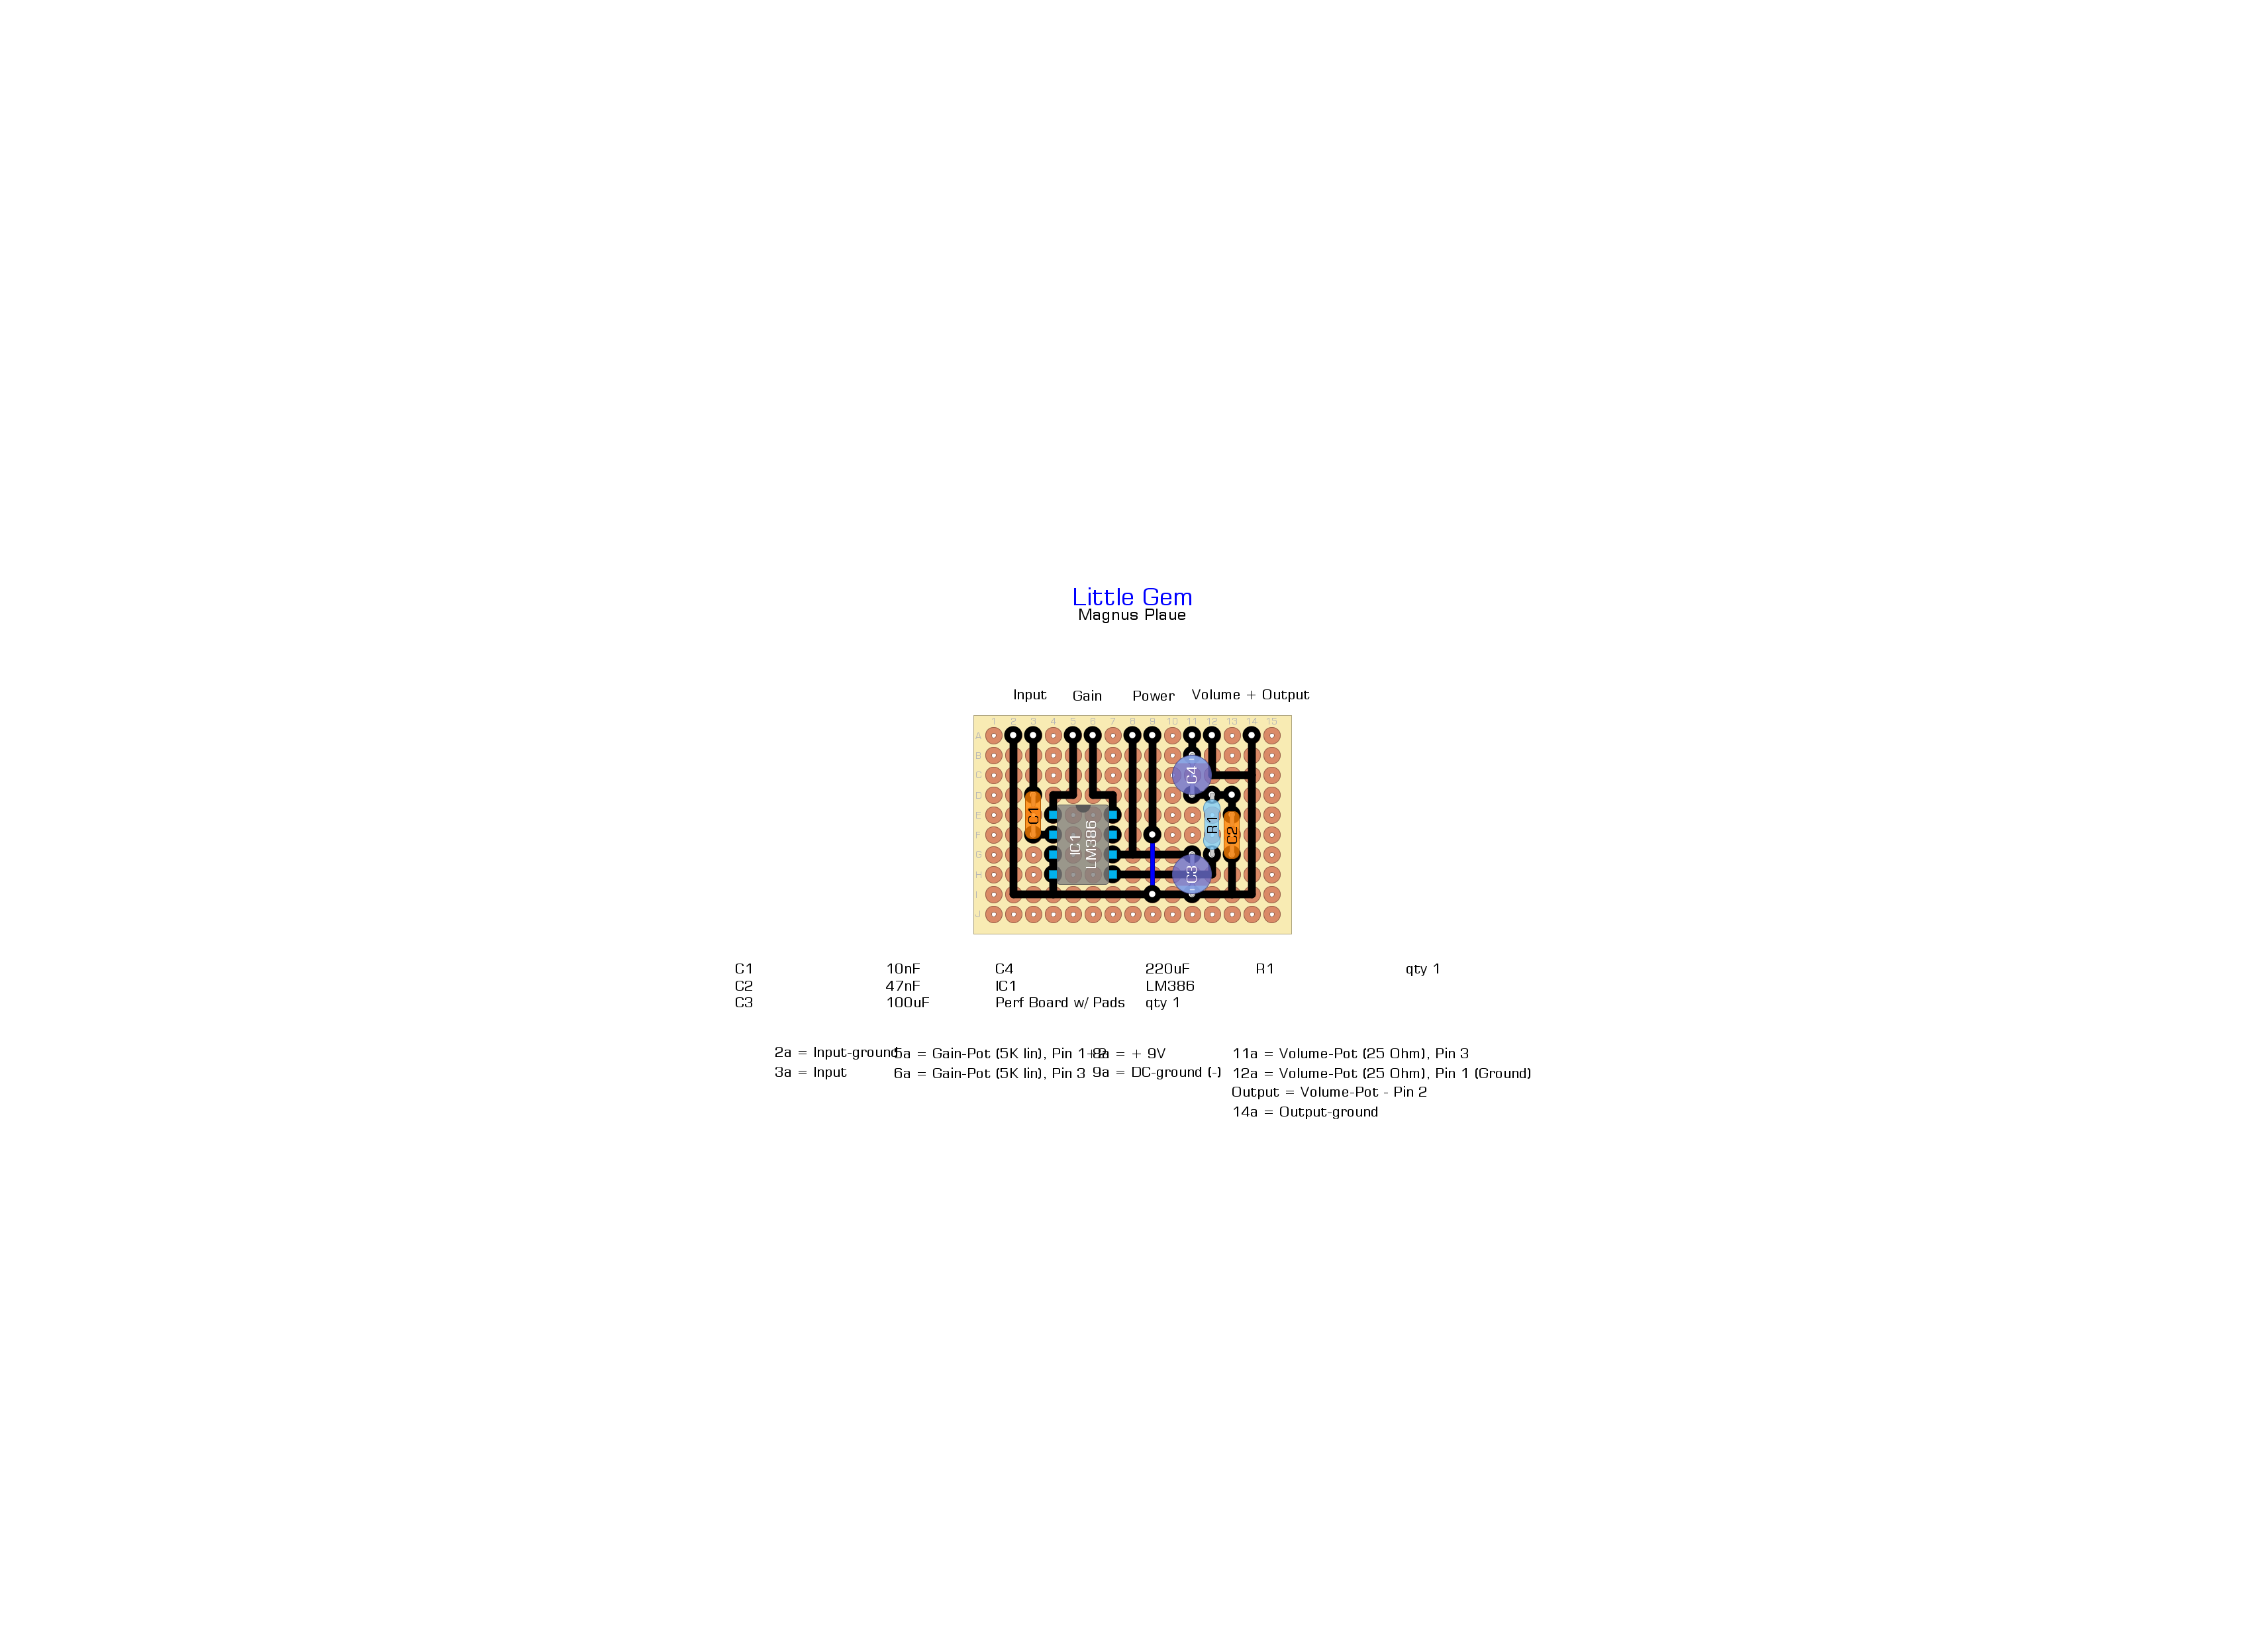 Little Gem
Magnus Plaue
Input Gain Power Volume + Output
1 2 3 4 5 6 7 8 9 10 11 12 13 14 15
A
B
C
D
E
F
G
H
I
J
C4
C1
R1
C2
IC1
LM386
C3
C1 10nF C4 220uF R1 qty 1
C2 47nF IC1 LM386
C3 100uF Perf Board w/ Pads qty 1
2a = Input-ground 5a = Gain-Pot (5K lin), Pin 1+2 8a = + 9V 11a = Volume-Pot (25 Ohm), Pin 3
3a = Input 6a = Gain-Pot (5K lin), Pin 3 9a = DC-ground (-) 12a = Volume-Pot (25 Ohm), Pin 1 (Ground)
Output = Volume-Pot - Pin 2
14a = Output-ground